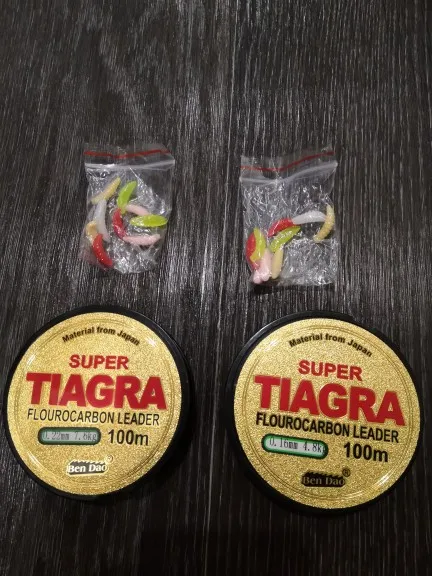 Material from Japan
SUPER
TIAGRA
FLOUROCARBON LEADER
100m
Ben Dao
Material from Japan
SUPER
TIAGRA
FLOUROCARBON LEADER
0.16mm 4.8kg 100m
Ben Dao